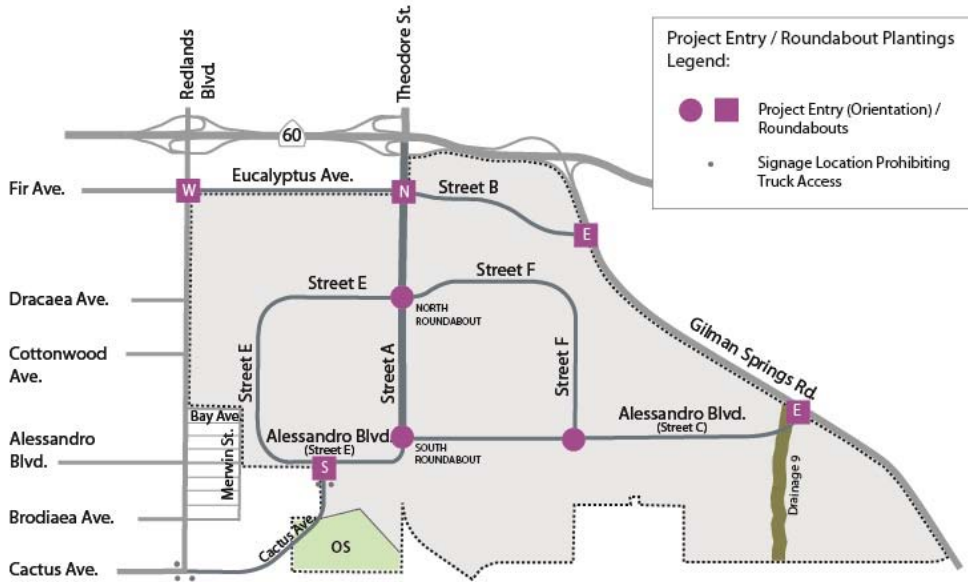 Redlands
Blvd.
Theodore St.
Project Entry / Roundabout Plantings
Legend:
Project Entry (Orientation) /
Roundabouts
Signage Location Prohibiting
Truck Access
60
Fir Ave.
W
Eucalyptus Ave.
N
Street B
E
Dracaea Ave.
Street E
Street F
NORTH
ROUNDABOUT
Cottonwood
Ave.
Street E
Street A
Street F
Gilman Springs Rd.
Bay Ave.
Merwin St.
Alessandro
Blvd.
Alessandro Blvd.
(Street E)
S
SOUTH
ROUNDABOUT
Alessandro Blvd.
(Street C)
E
Drainage 9
Brodiaea Ave.
Cactus Ave.
OS
Cactus Ave.